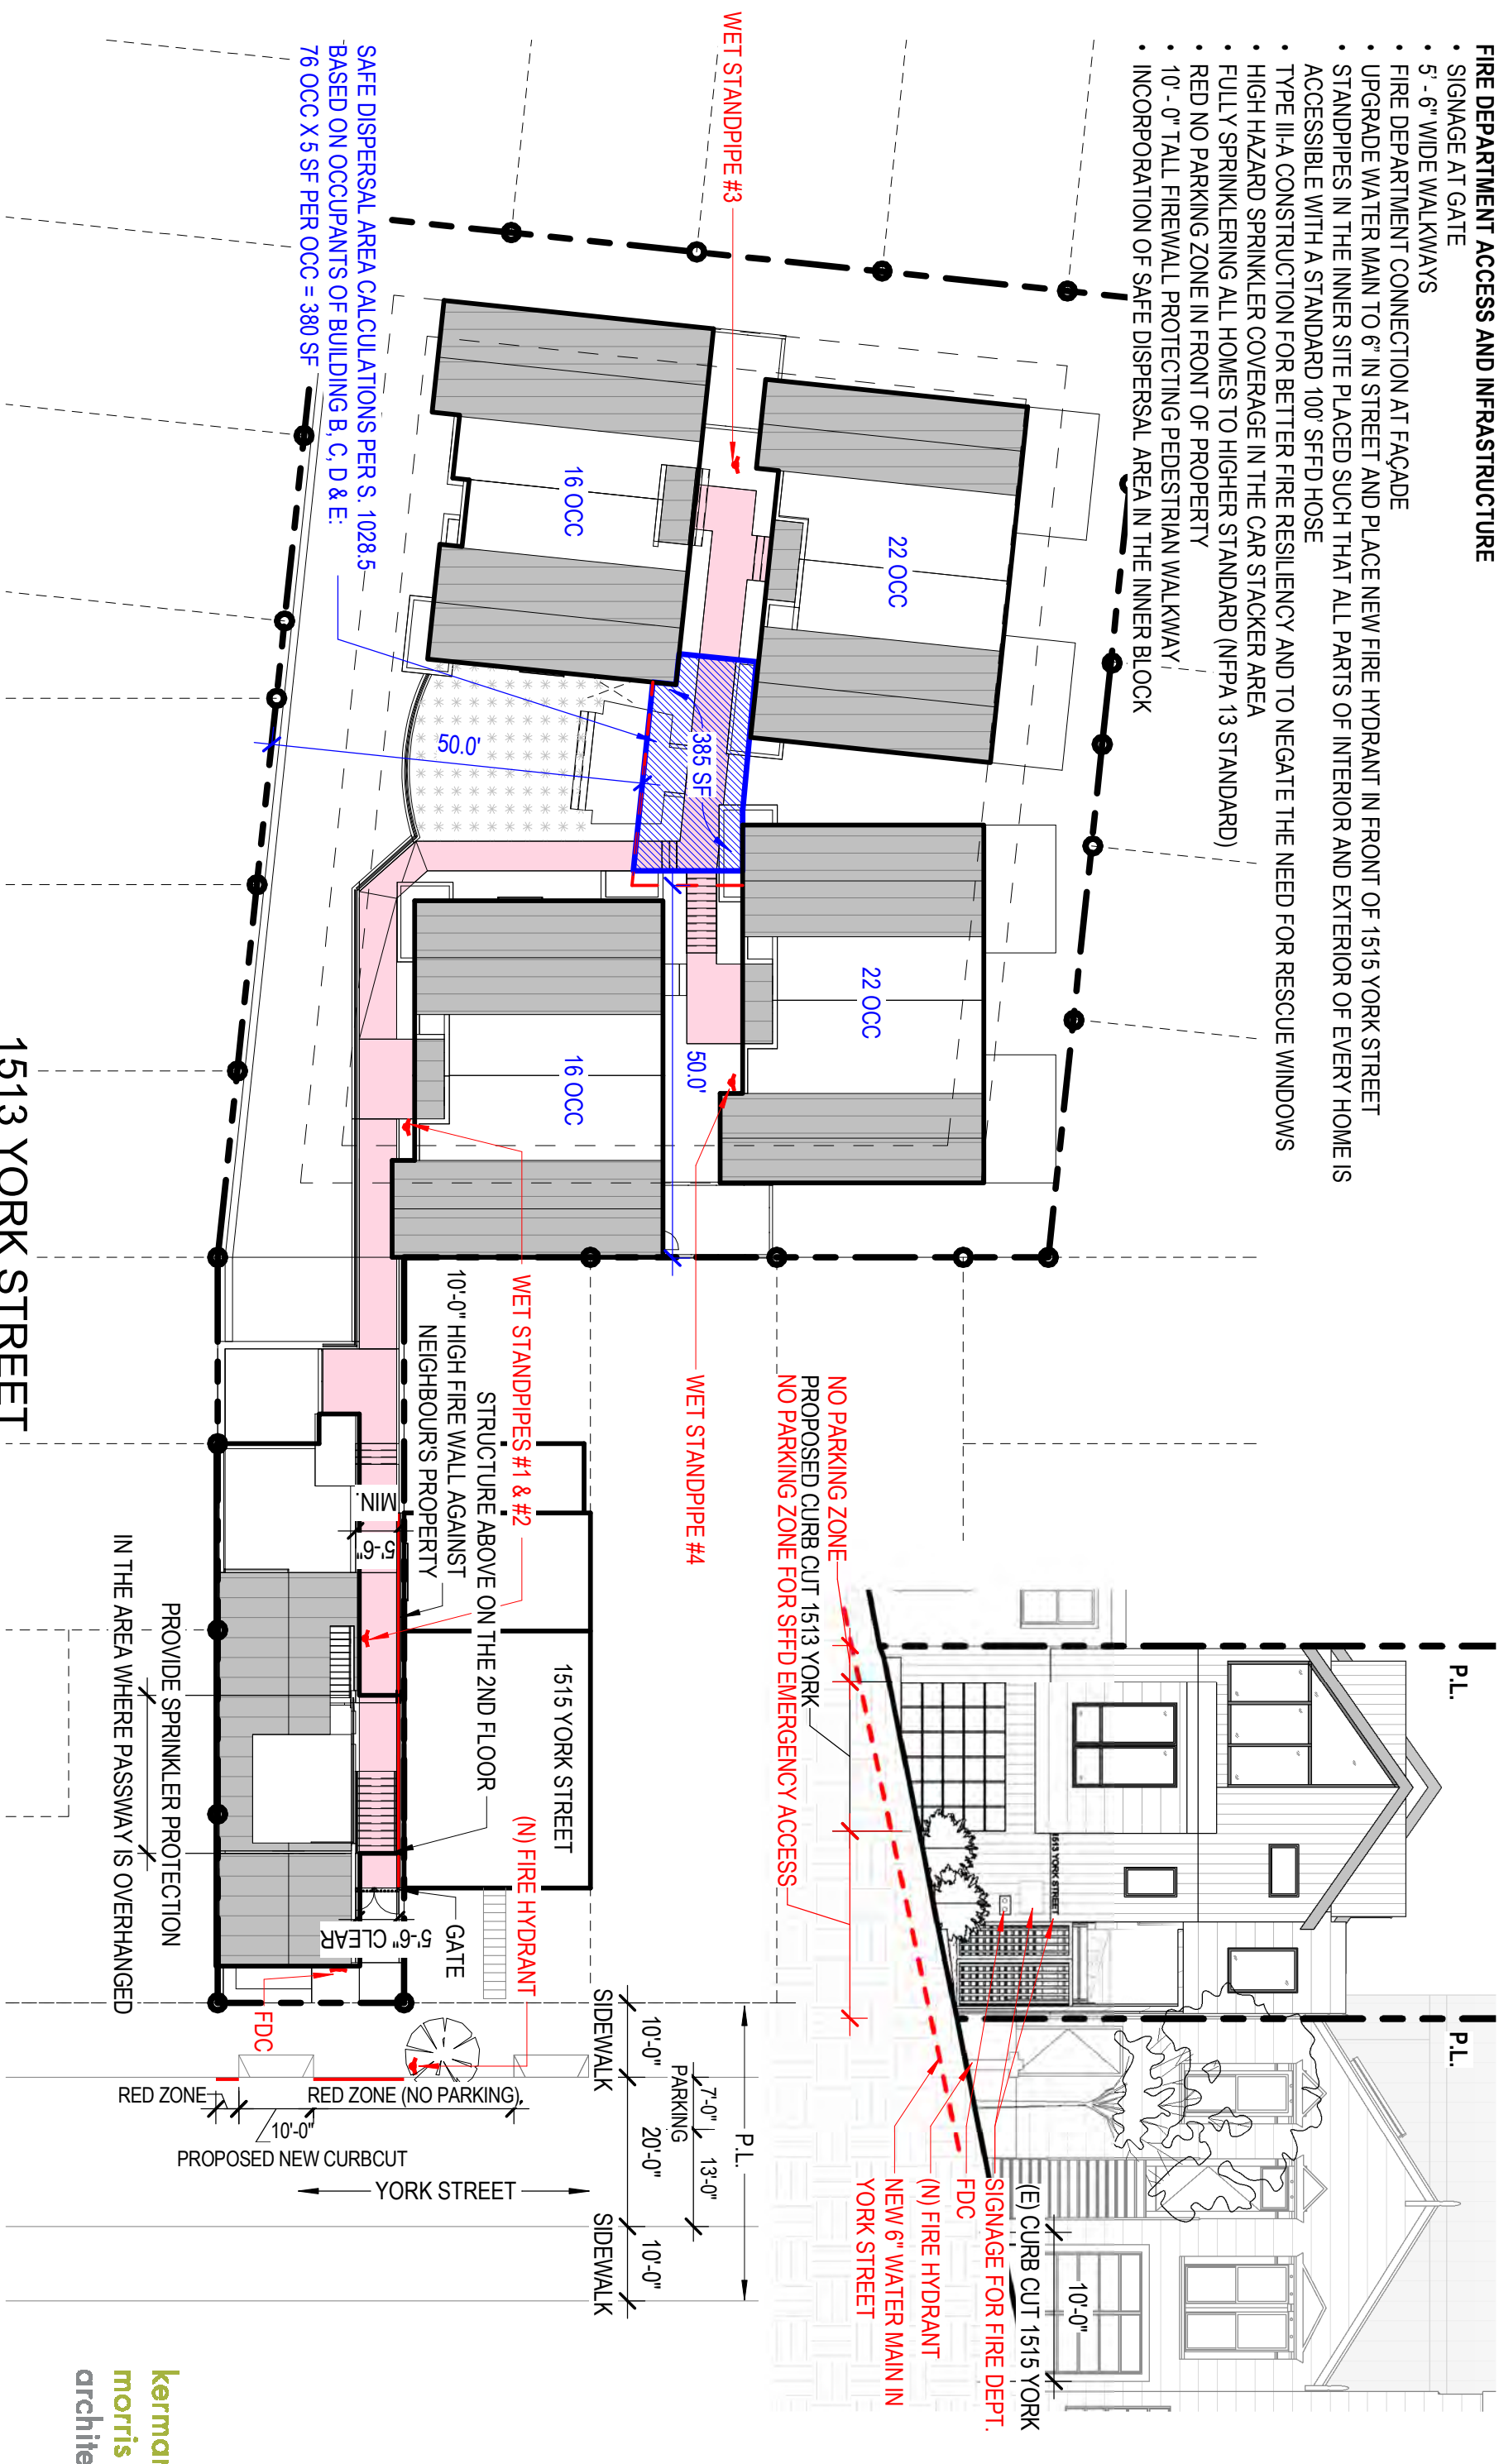 FIRE DEPARTMENT ACCESS AND INFRASTRUCTURE
• SIGNAGE AT GATE
• 5' - 6" WIDE WALKWAYS
• FIRE DEPARTMENT CONNECTION AT FAÇADE
• UPGRADE WATER MAIN TO 6" IN STREET AND PLACE NEW FIRE HYDRANT IN FRONT OF 1515 YORK STREET
• STANDPIPES IN THE INNER SITE PLACED SUCH THAT ALL PARTS OF INTERIOR AND EXTERIOR OF EVERY HOME IS
ACCESSIBLE WITH A STANDARD 100' SFFD HOSE
• TYPE III-A CONSTRUCTION FOR BETTER FIRE RESILIENCY AND TO NEGATE THE NEED FOR RESCUE WINDOWS
• HIGH HAZARD SPRINKLER COVERAGE IN THE CAR STACKER AREA
• FULLY SPRINKLERING ALL HOMES TO HIGHER STANDARD (NFPA 13 STANDARD)
• RED NO PARKING ZONE IN FRONT OF PROPERTY
• 10' - 0" TALL FIREWALL PROTECTING PEDESTRIAN WALKWAY
• INCORPORATION OF SAFE DISPERSAL AREA IN THE INNER BLOCK
P.L.
P.L.
1513 YORK STREET
10'-0"
(E) CURB CUT 1515 YORK
SIGNAGE FOR FIRE DEPT.
FDC
(N) FIRE HYDRANT
NEW 6" WATER MAIN IN
YORK STREET
NO PARKING ZONE
PROPOSED CURB CUT 1513 YORK
NO PARKING ZONE FOR SFFD EMERGENCY ACCESS
WET STANDPIPE #3
22 OCC
22 OCC
16 OCC
16 OCC
385 SF
50.0'
50.0'
SAFE DISPERSAL AREA CALCULATIONS PER S. 1028.5
BASED ON OCCUPANTS OF BUILDING B, C, D & E:
76 OCC X 5 SF PER OCC = 380 SF
WET STANDPIPE #4
WET STANDPIPES #1 & #2
10'-0" HIGH FIRE WALL AGAINST
NEIGHBOUR'S PROPERTY
STRUCTURE ABOVE ON THE 2ND FLOOR
1515 YORK STREET
(N) FIRE HYDRANT
GATE
5'-6" CLEAR
5'-6"
MIN.
PROVIDE SPRINKLER PROTECTION
IN THE AREA WHERE PASSWAY IS OVERHANGED
FDC
P.L.
7'-0"
13'-0"
PARKING
10'-0"
20'-0"
10'-0"
SIDEWALK
SIDEWALK
RED ZONE
RED ZONE (NO PARKING)
10'-0"
PROPOSED NEW CURBCUT
YORK STREET
1513 YORK STREET
kerman
morris
archite